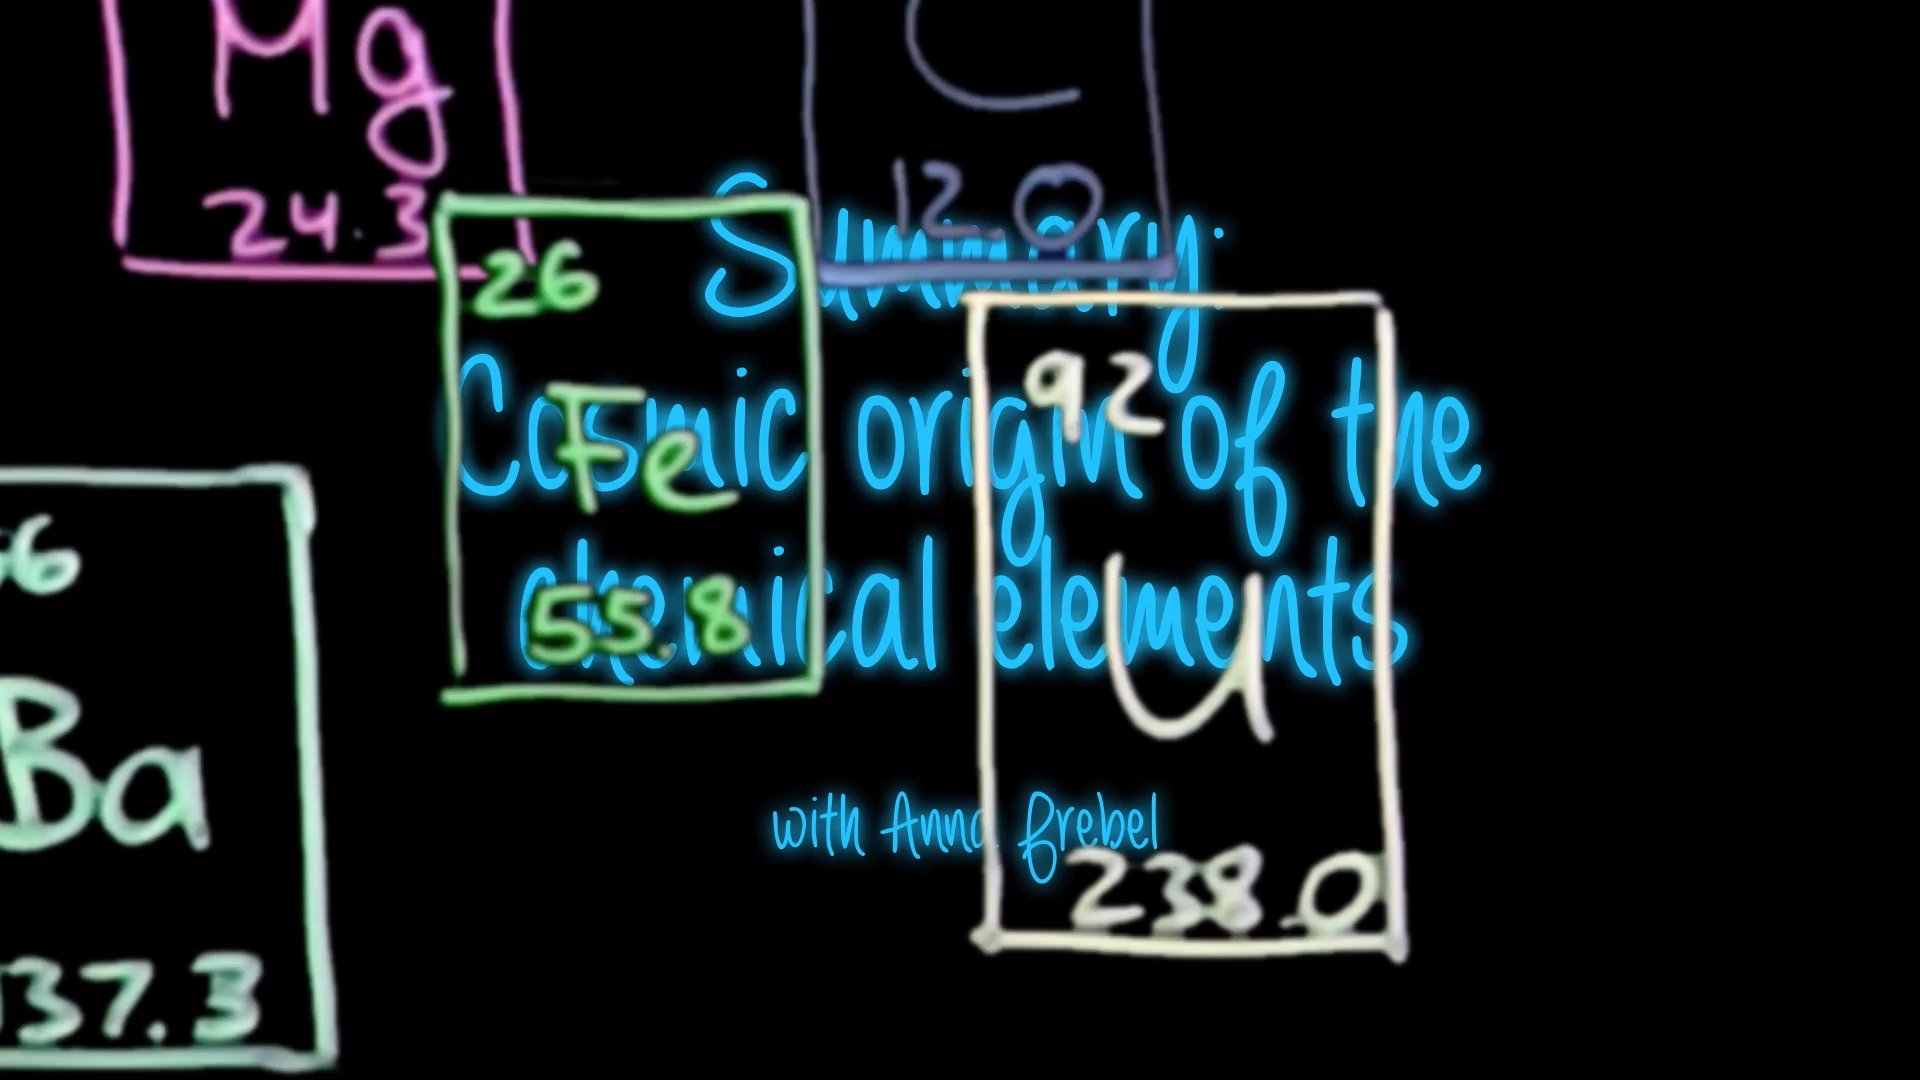 Mg
24.3
C
12.0
26
Fe
55.8
Summary:
Cosmic origin of the
chemical elements
92
U
238.0
with Anna Frebel
56
Ba
137.3